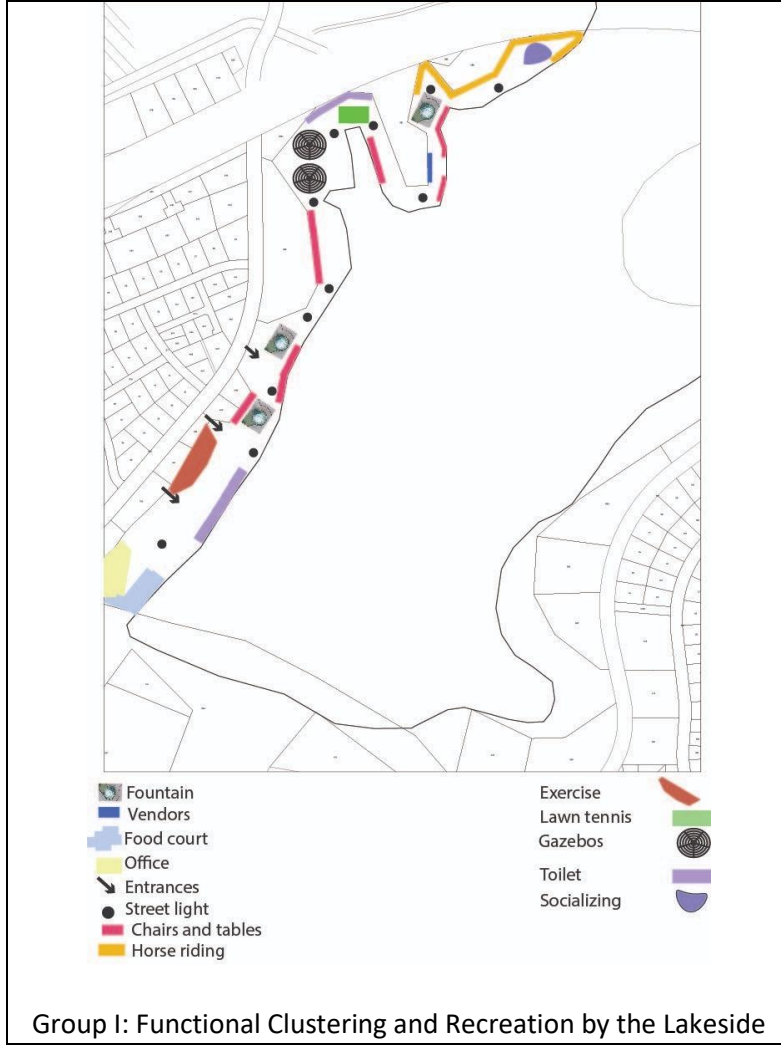 Fountain
Vendors
Food court
Office
Entrances
Street light
Chairs and tables
Horse riding
Exercise
Lawn tennis
Gazebos
Toilet
Socializing
Group I: Functional Clustering and Recreation by the Lakeside